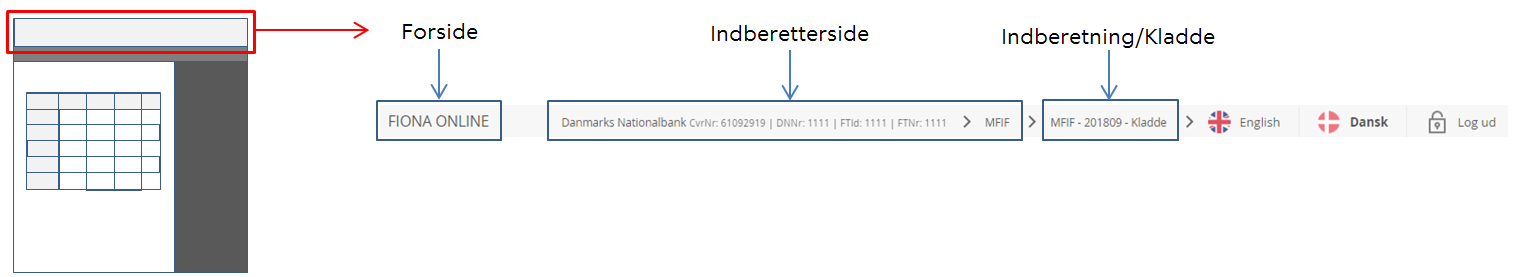 Forside
Indberetterside
Indberetning/Kladde
FIONA ONLINE
Danmarks Nationalbank CvrNr: 61092919 | DNNr: 1111 | FTId: 1111 | FTNr: 1111 > MFIF > MFIF - 201809 - Kladde > English Dansk Log ud